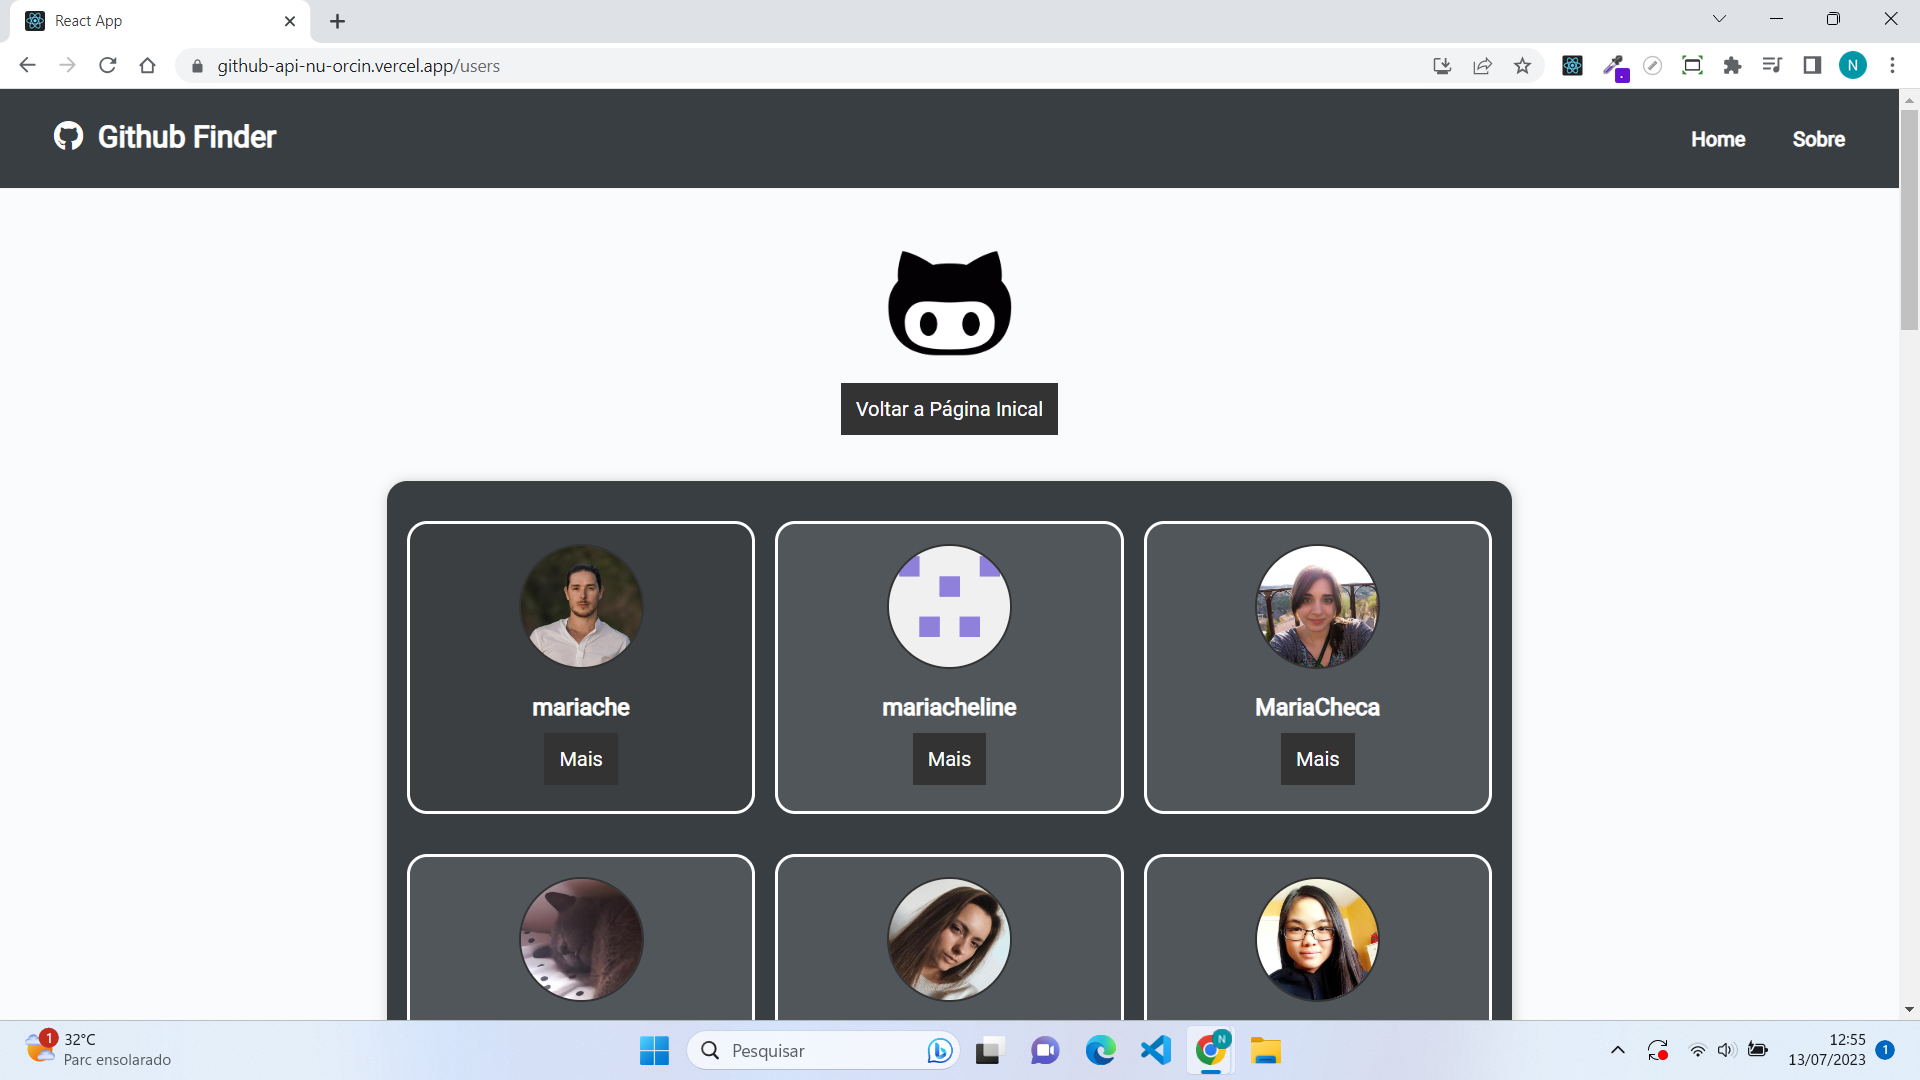 React App
github-api-nu-orcin.vercel.app/users
N
Github Finder
Home
Sobre
Voltar a Página Inical
mariache
mariacheline
MariaCheca
Mais
Mais
Mais
1
32°C
Parc ensolarado
Pesquisar
N
12:55
13/07/2023
1